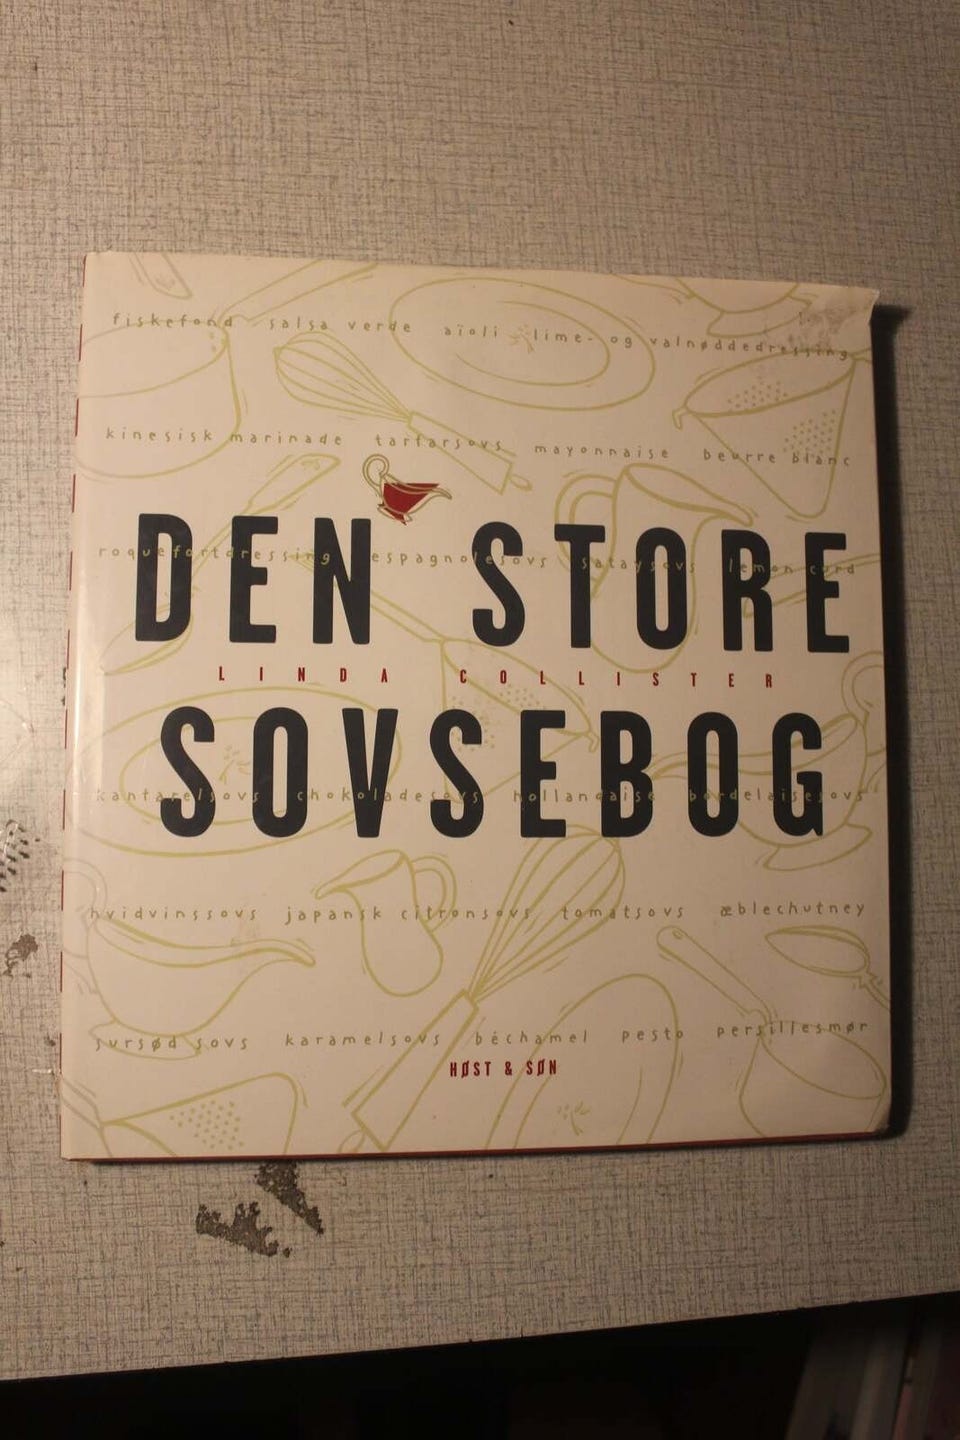 fiskefond salsa verde aïoli lime- og valnøddedressing
kinesisk marinade tartarsovs mayonnaise beurre blanc
DEN STORE
roquefortdressing espagnolesovs sataysovs lemon curd
LINDA COLLISTER
SOVSEBOG
kantarelsovs chokoladesovs hollandaise bordelaisesovs
hvidvinssovs japansk citronsovs tomatsovs æblechutney
sursød sovs karamelsovs béchamel pesto persillesmør
HØST & SØN